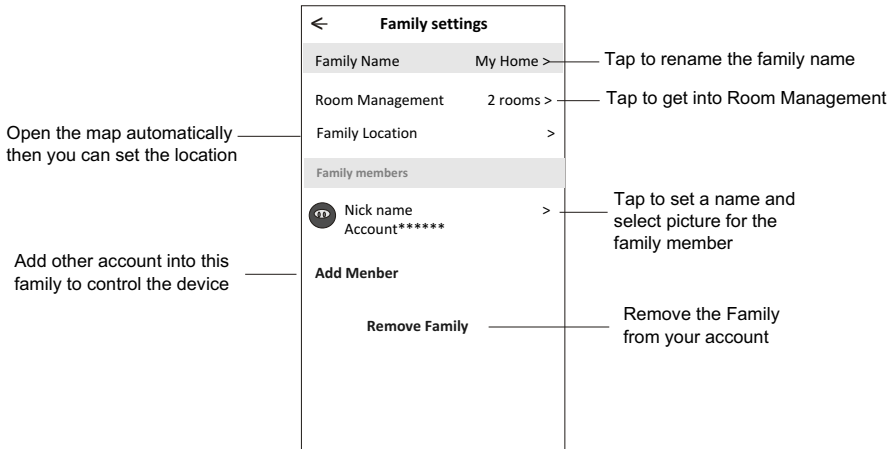 ← Family settings
Family Name My Home >
Tap to rename the family name
Room Management 2 rooms >
Tap to get into Room Management
Open the map automatically
then you can set the location
Family Location >
Family members
Nick name >
Account******
Tap to set a name and
select picture for the
family member
Add other account into this
family to control the device
Add Menber
Remove Family
Remove the Family
from your account